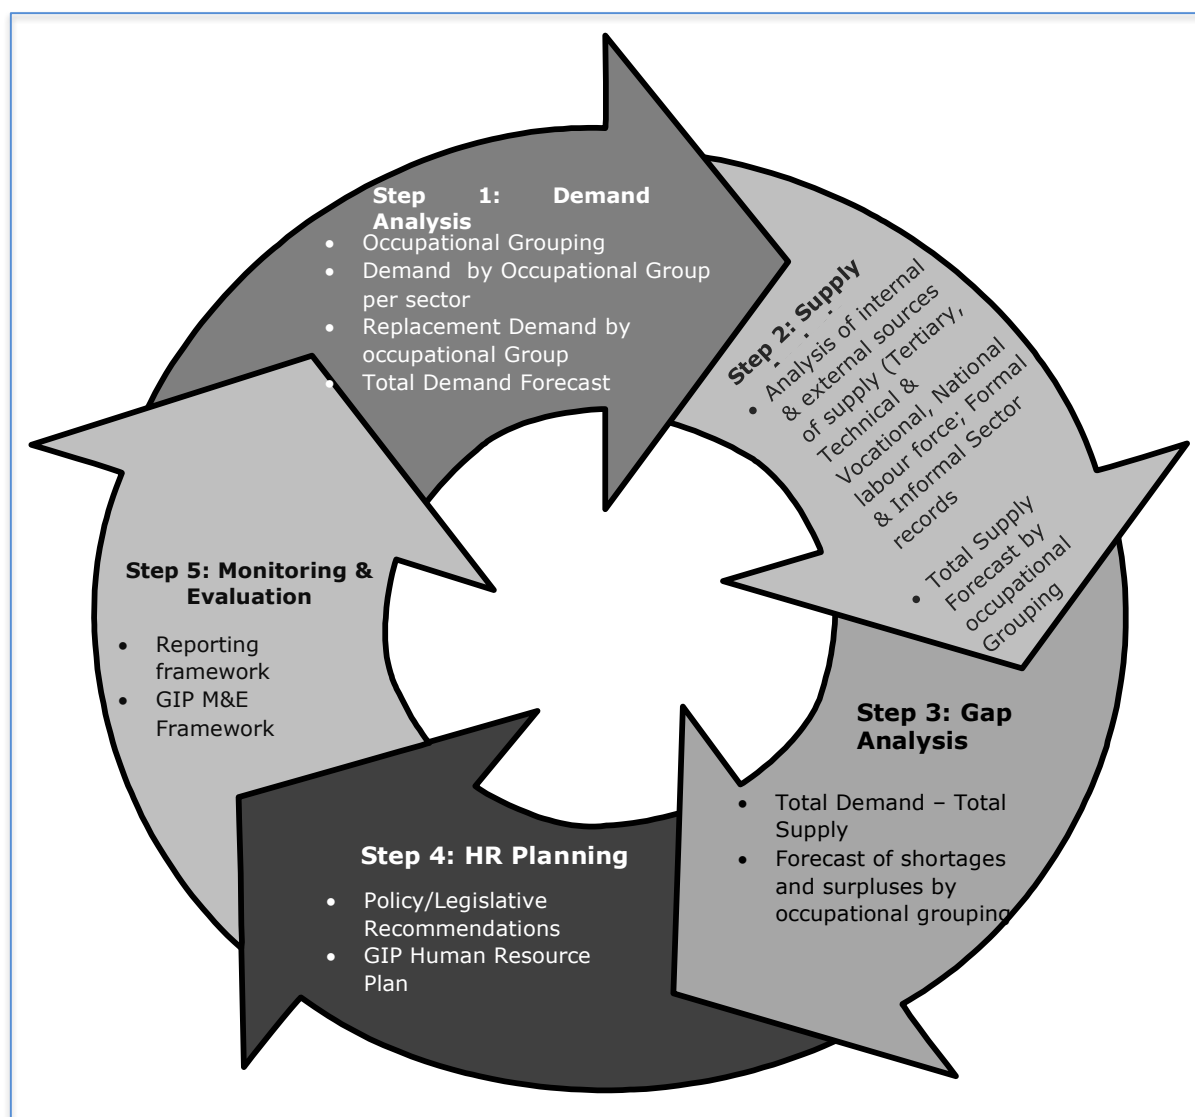 Step 1: Demand
Analysis
• Occupational Grouping
• Demand by Occupational Group
per sector
• Replacement Demand by
occupational Group
• Total Demand Forecast
Step 2: Supply
• Analysis of internal
& external sources
of supply (Tertiary,
Technical &
Vocational, National
labour force; Formal
& Informal Sector
records
• Total Supply
Forecast by
occupational
Grouping
Step 3: Gap
Analysis
• Total Demand – Total
Supply
• Forecast of shortages
and surpluses by
occupational grouping
Step 4: HR Planning
• Policy/Legislative
Recommendations
• GIP Human Resource
Plan
Step 5: Monitoring &
Evaluation
• Reporting
framework
• GIP M&E
Framework